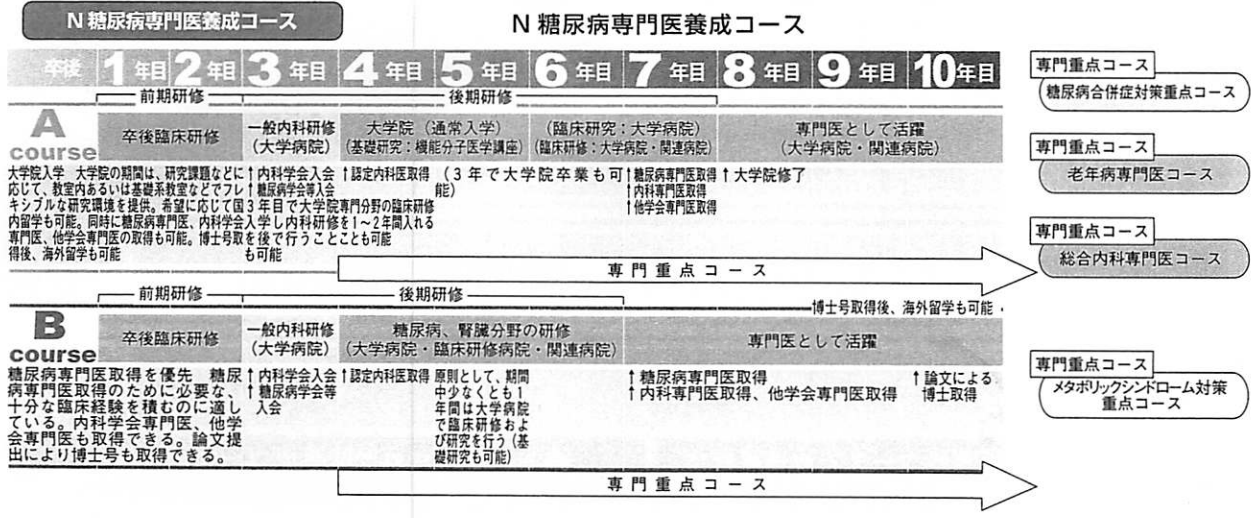 N 糖尿病専門医養成コース
N 糖尿病専門医養成コース
卒後
1年目
2年目
3年目
4年目
5年目
6年目
7年目
8年目
9年目
10年目
前期研修
後期研修
A
course
卒後臨床研修
一般内科研修
(大学病院)
大学院(通常入学)
(基礎研究:機能分子医学講座)
(臨床研究:大学病院)
(臨床研修:大学病院・関連病院)
専門医として活躍
(大学病院・関連病院)
大学院入学 大学院の期間は、研究課題などに
応じて、教室内あるいは基礎系教室などでフレ
キシブルな研究環境を提供。希望に応じて国
内留学も可能。同時に糖尿病専門医、内科学会
専門医、他学会専門医の取得も可能。博士号取
得後、海外留学も可能
↑内科学会入会
↑糖尿病学会等入会
3年目で大学院
入学し内科研修
を後で行うこと
も可能
↑認定内科医取得
専門分野の臨床研修
を1～2年間入れる
ことも可能
(3年で大学院卒業も可
能)
↑糖尿病専門医取得
↑内科専門医取得
↑他学会専門医取得
↑大学院修了
専門重点コース
前期研修
後期研修
博士号取得後、海外留学も可能
B
course
卒後臨床研修
一般内科研修
(大学病院)
糖尿病、腎臓分野の研修
(大学病院・臨床研修病院・関連病院)
専門医として活躍
糖尿病専門医取得を優先 糖尿
病専門医取得のために必要な、
十分な臨床経験を積むのに適し
ている。内科学会専門医、他学
会専門医も取得できる。論文提
出により博士号も取得できる。
↑内科学会入会
↑糖尿病学会等
入会
↑認定内科医取得
原則として、期間
中少なくとも1
年間は大学病院
で臨床研修およ
び研究を行う(基
礎研究も可能)
↑糖尿病専門医取得
↑内科専門医取得、他学会専門医取得
↑論文による
博士取得
専門重点コース
専門重点コース
糖尿病合併症対策重点コース
専門重点コース
老年病専門医コース
専門重点コース
総合内科専門医コース
専門重点コース
メタボリックシンドローム対策
重点コース